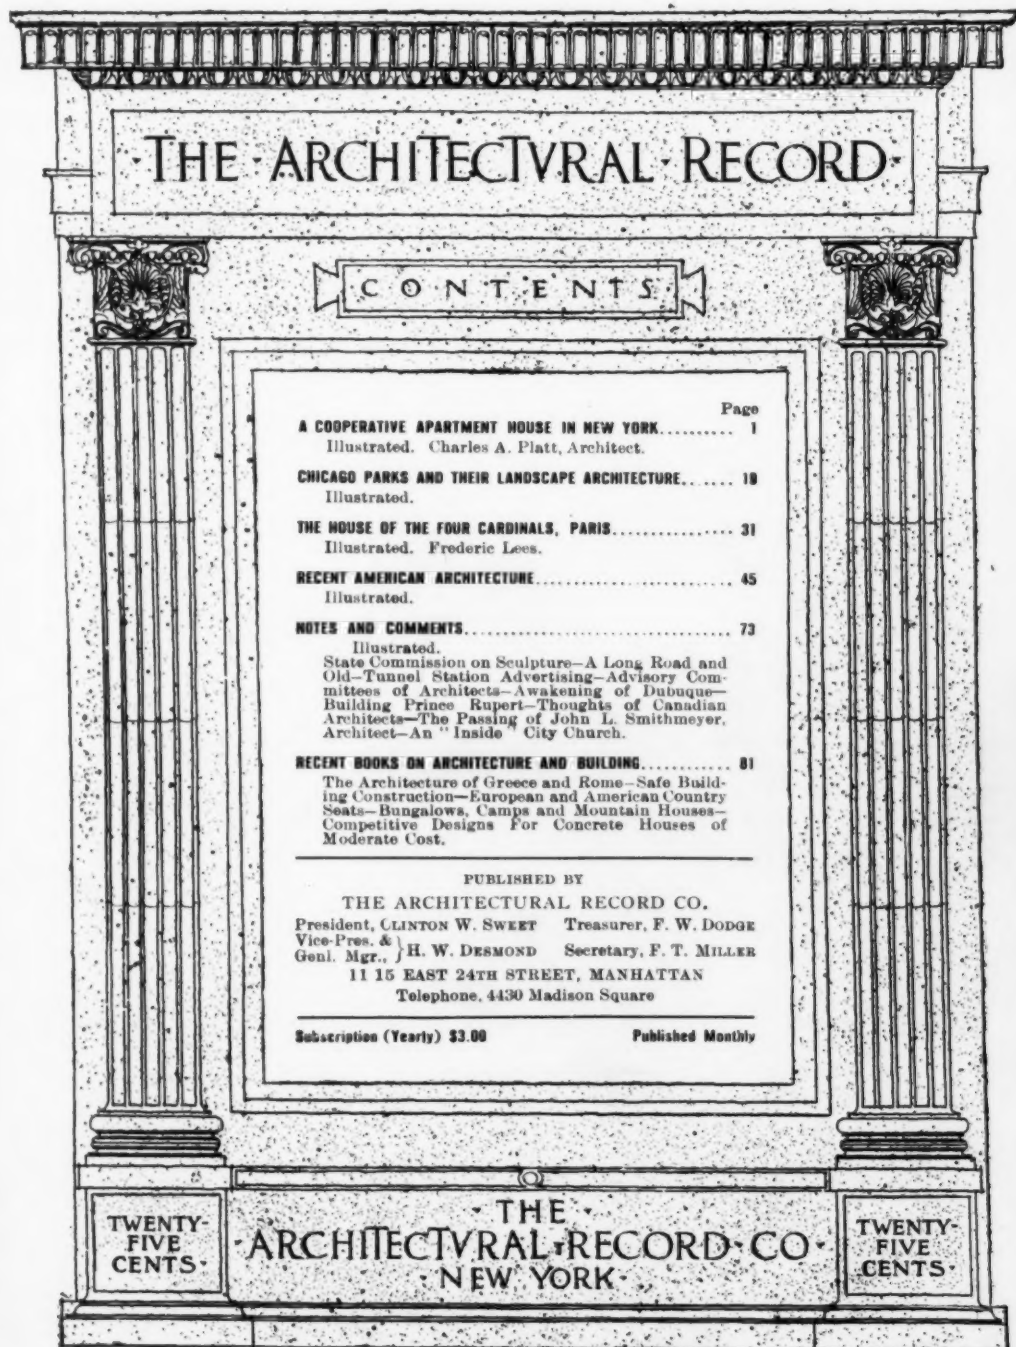 ·THE·ARCHITECTVRAL·RECORD·
CONTENTS
Page
A COOPERATIVE APARTMENT HOUSE IN NEW YORK.......... 1
Illustrated. Charles A. Platt, Architect.
CHICAGO PARKS AND THEIR LANDSCAPE ARCHITECTURE....... 19
Illustrated.
THE HOUSE OF THE FOUR CARDINALS, PARIS................ 31
Illustrated. Frederic Lees.
RECENT AMERICAN ARCHITECTURE.......................... 45
Illustrated.
NOTES AND COMMENTS................................... 73
Illustrated.
State Commission on Sculpture—A Long Road and
Old—Tunnel Station Advertising—Advisory Com-
mittees of Architects—Awakening of Dubuque—
Building Prince Rupert—Thoughts of Canadian
Architects—The Passing of John L. Smithmeyer,
Architect—An "Inside" City Church.
RECENT BOOKS ON ARCHITECTURE AND BUILDING............ 81
The Architecture of Greece and Rome—Safe Build-
ing Construction—European and American Country
Seats—Bungalows, Camps and Mountain Houses—
Competitive Designs For Concrete Houses of
Moderate Cost.
PUBLISHED BY
THE ARCHITECTURAL RECORD CO.
President, CLINTON W. SWEET Treasurer, F. W. DODGE
Vice-Pres. & Genl. Mgr., } H. W. DESMOND Secretary, F. T. MILLER
11 15 EAST 24TH STREET, MANHATTAN
Telephone, 4430 Madison Square
Subscription (Yearly) $3.00 Published Monthly
TWENTY-
FIVE
CENTS·
·THE·
·ARCHITECTVRAL·RECORD·CO·
·NEW YORK·
TWENTY-
FIVE
CENTS·